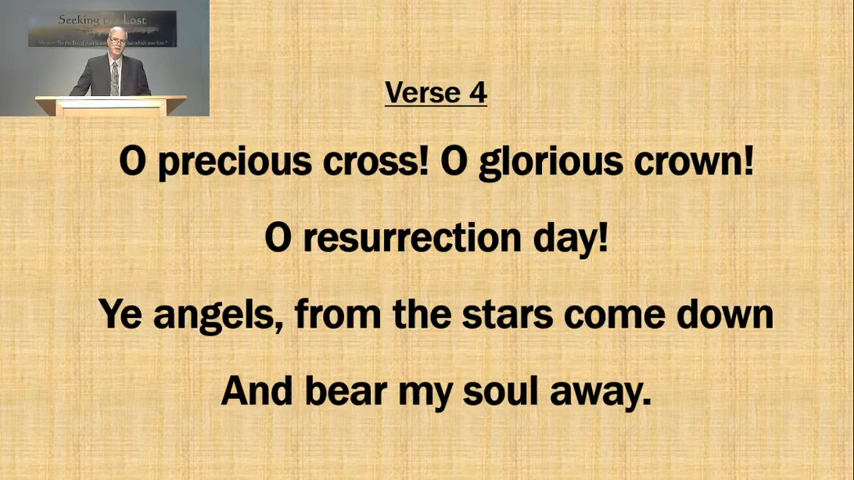 Seeking the Lost
Verse 4
O precious cross! O glorious crown!
O resurrection day!
Ye angels, from the stars come down
And bear my soul away.